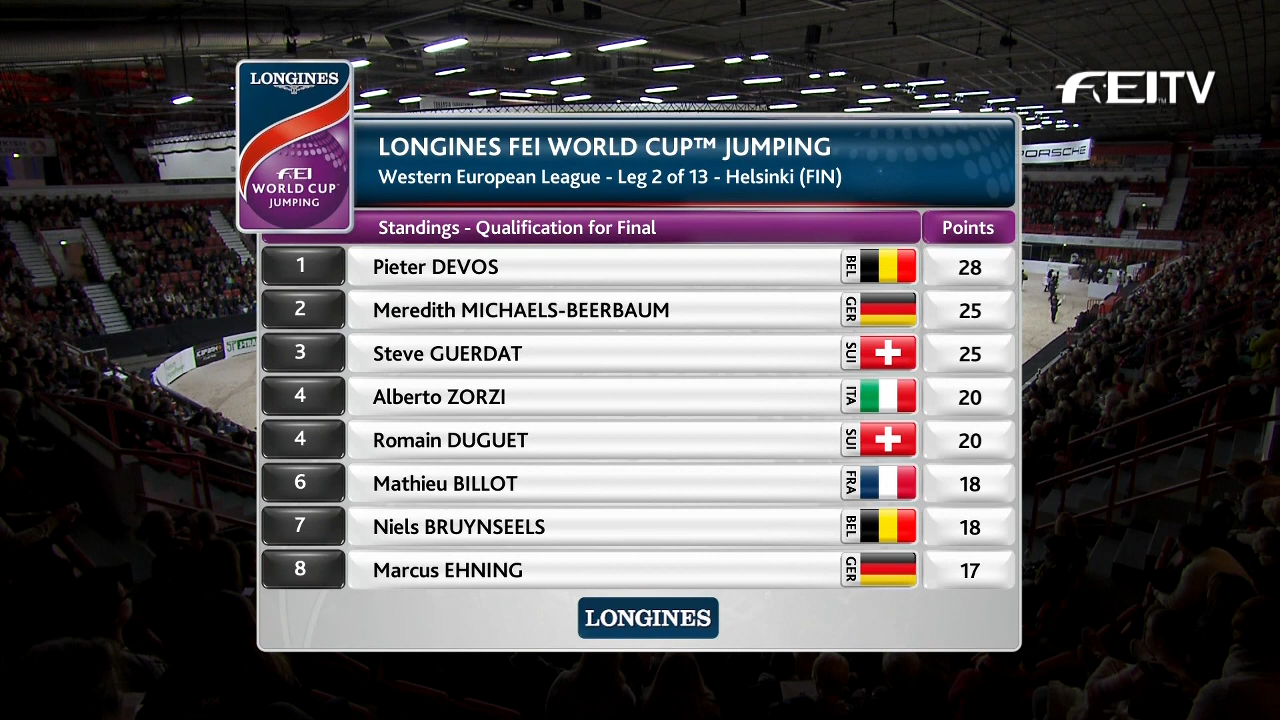 LONGINES
FEI
WORLD CUP™
JUMPING
FEITV
PORSCHE
LONGINES FEI WORLD CUP™ JUMPING
Western European League - Leg 2 of 13 - Helsinki (FIN)
Standings - Qualification for Final Points
1 Pieter DEVOS BEL 28
2 Meredith MICHAELS-BEERBAUM GER 25
3 Steve GUERDAT SUI 25
4 Alberto ZORZI ITA 20
4 Romain DUGUET SUI 20
6 Mathieu BILLOT FRA 18
7 Niels BRUYNSEELS BEL 18
8 Marcus EHNING GER 17
LONGINES